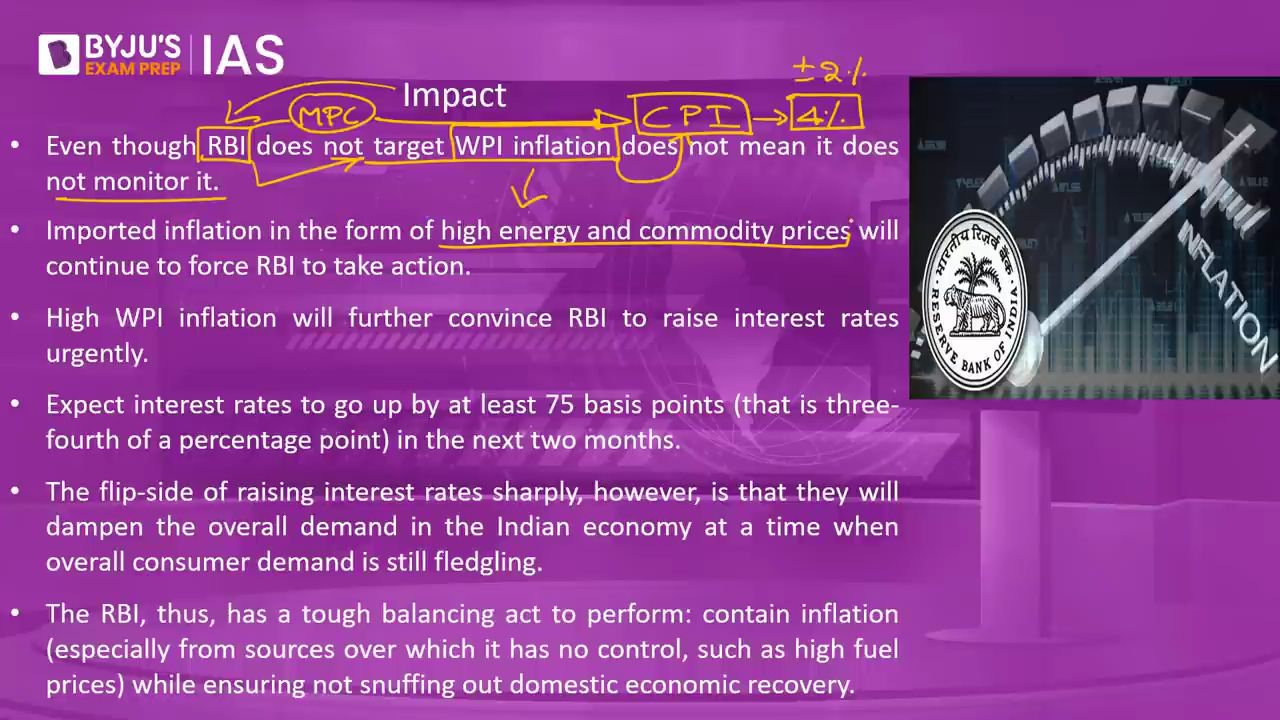 BYJU'S
EXAM PREP
IAS
±2%
Impact
MPC
CPI
4%
• Even though RBI does not target WPI inflation does not mean it does
not monitor it.
• Imported inflation in the form of high energy and commodity prices will
continue to force RBI to take action.
• High WPI inflation will further convince RBI to raise interest rates
urgently.
• Expect interest rates to go up by at least 75 basis points (that is three-
fourth of a percentage point) in the next two months.
• The flip-side of raising interest rates sharply, however, is that they will
dampen the overall demand in the Indian economy at a time when
overall consumer demand is still fledgling.
• The RBI, thus, has a tough balancing act to perform: contain inflation
(especially from sources over which it has no control, such as high fuel
prices) while ensuring not snuffing out domestic economic recovery.
भारतीय रिज़र्व बैंक
RESERVE BANK OF INDIA
INFLATION